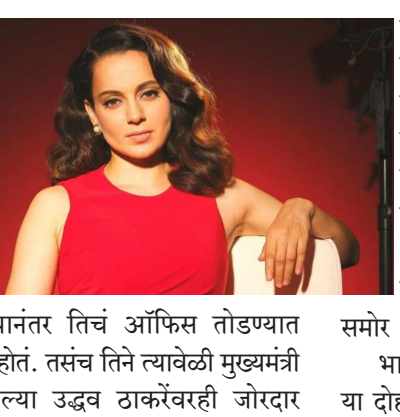 यानंतर तिचं ऑफिस तोडण्यात
होतं. तसंच तिने त्यावेळी मुख्यमंत्री
ल्या उद्धव ठाकरेंवरही जोरदार
समोर
भा
या दोह